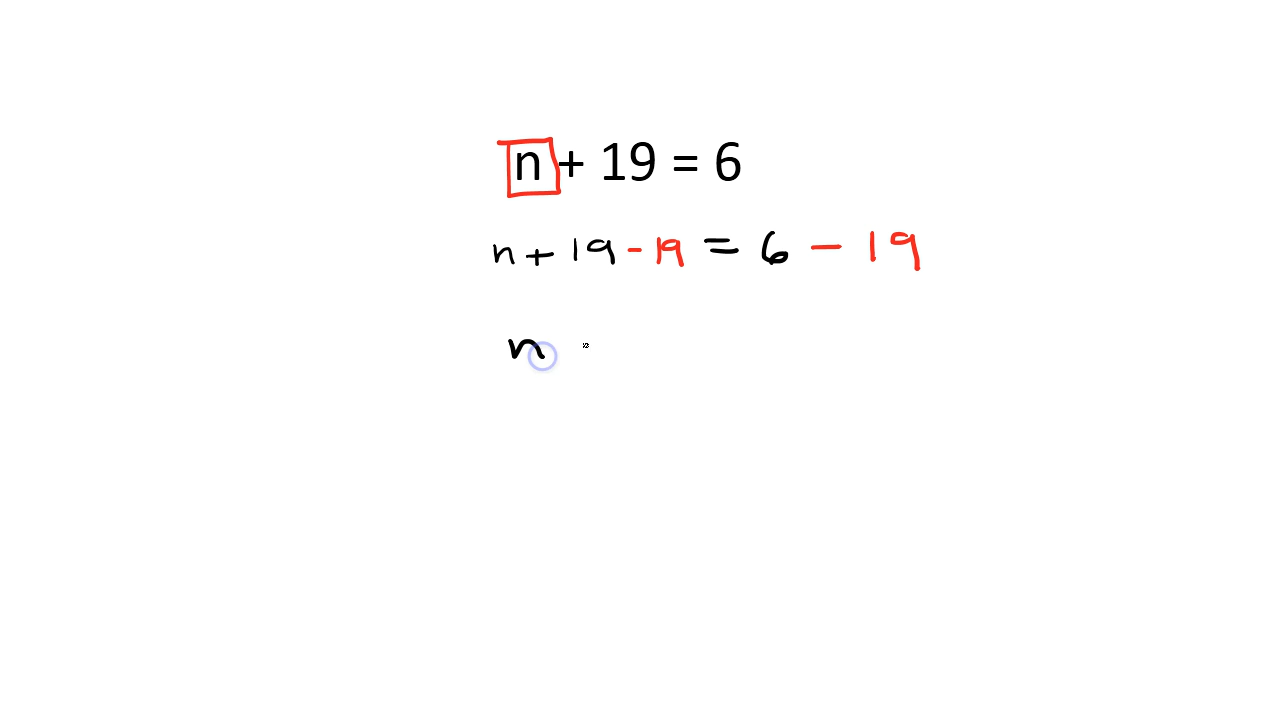 n + 19 = 6
n + 19 - 19 = 6 - 19
n